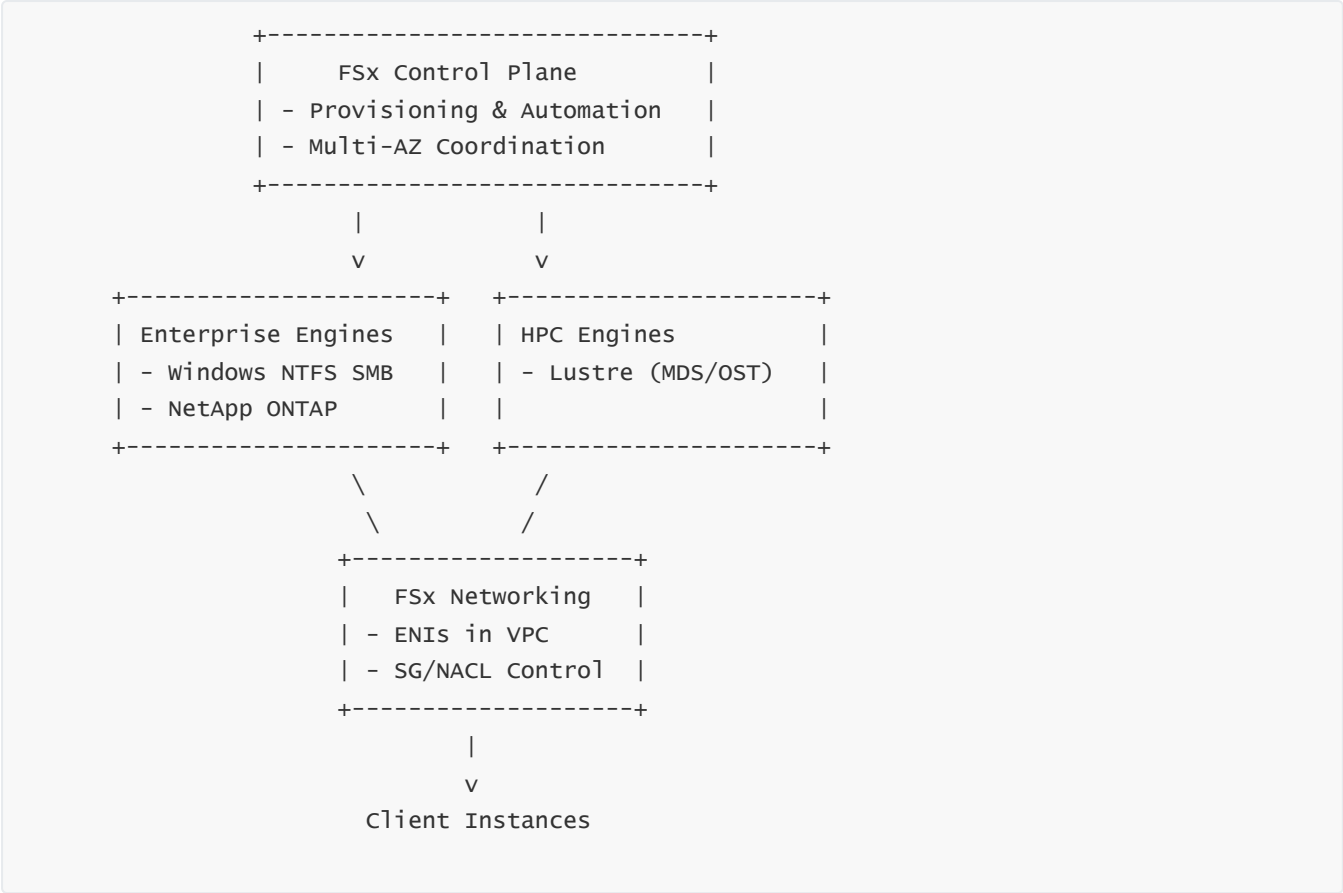 FSx Control Plane
- Provisioning & Automation
- Multi-AZ Coordination
Enterprise Engines
- Windows NTFS SMB
- NetApp ONTAP
HPC Engines
- Lustre (MDS/OST)
FSx Networking
- ENIs in VPC
- SG/NACL Control
Client Instances